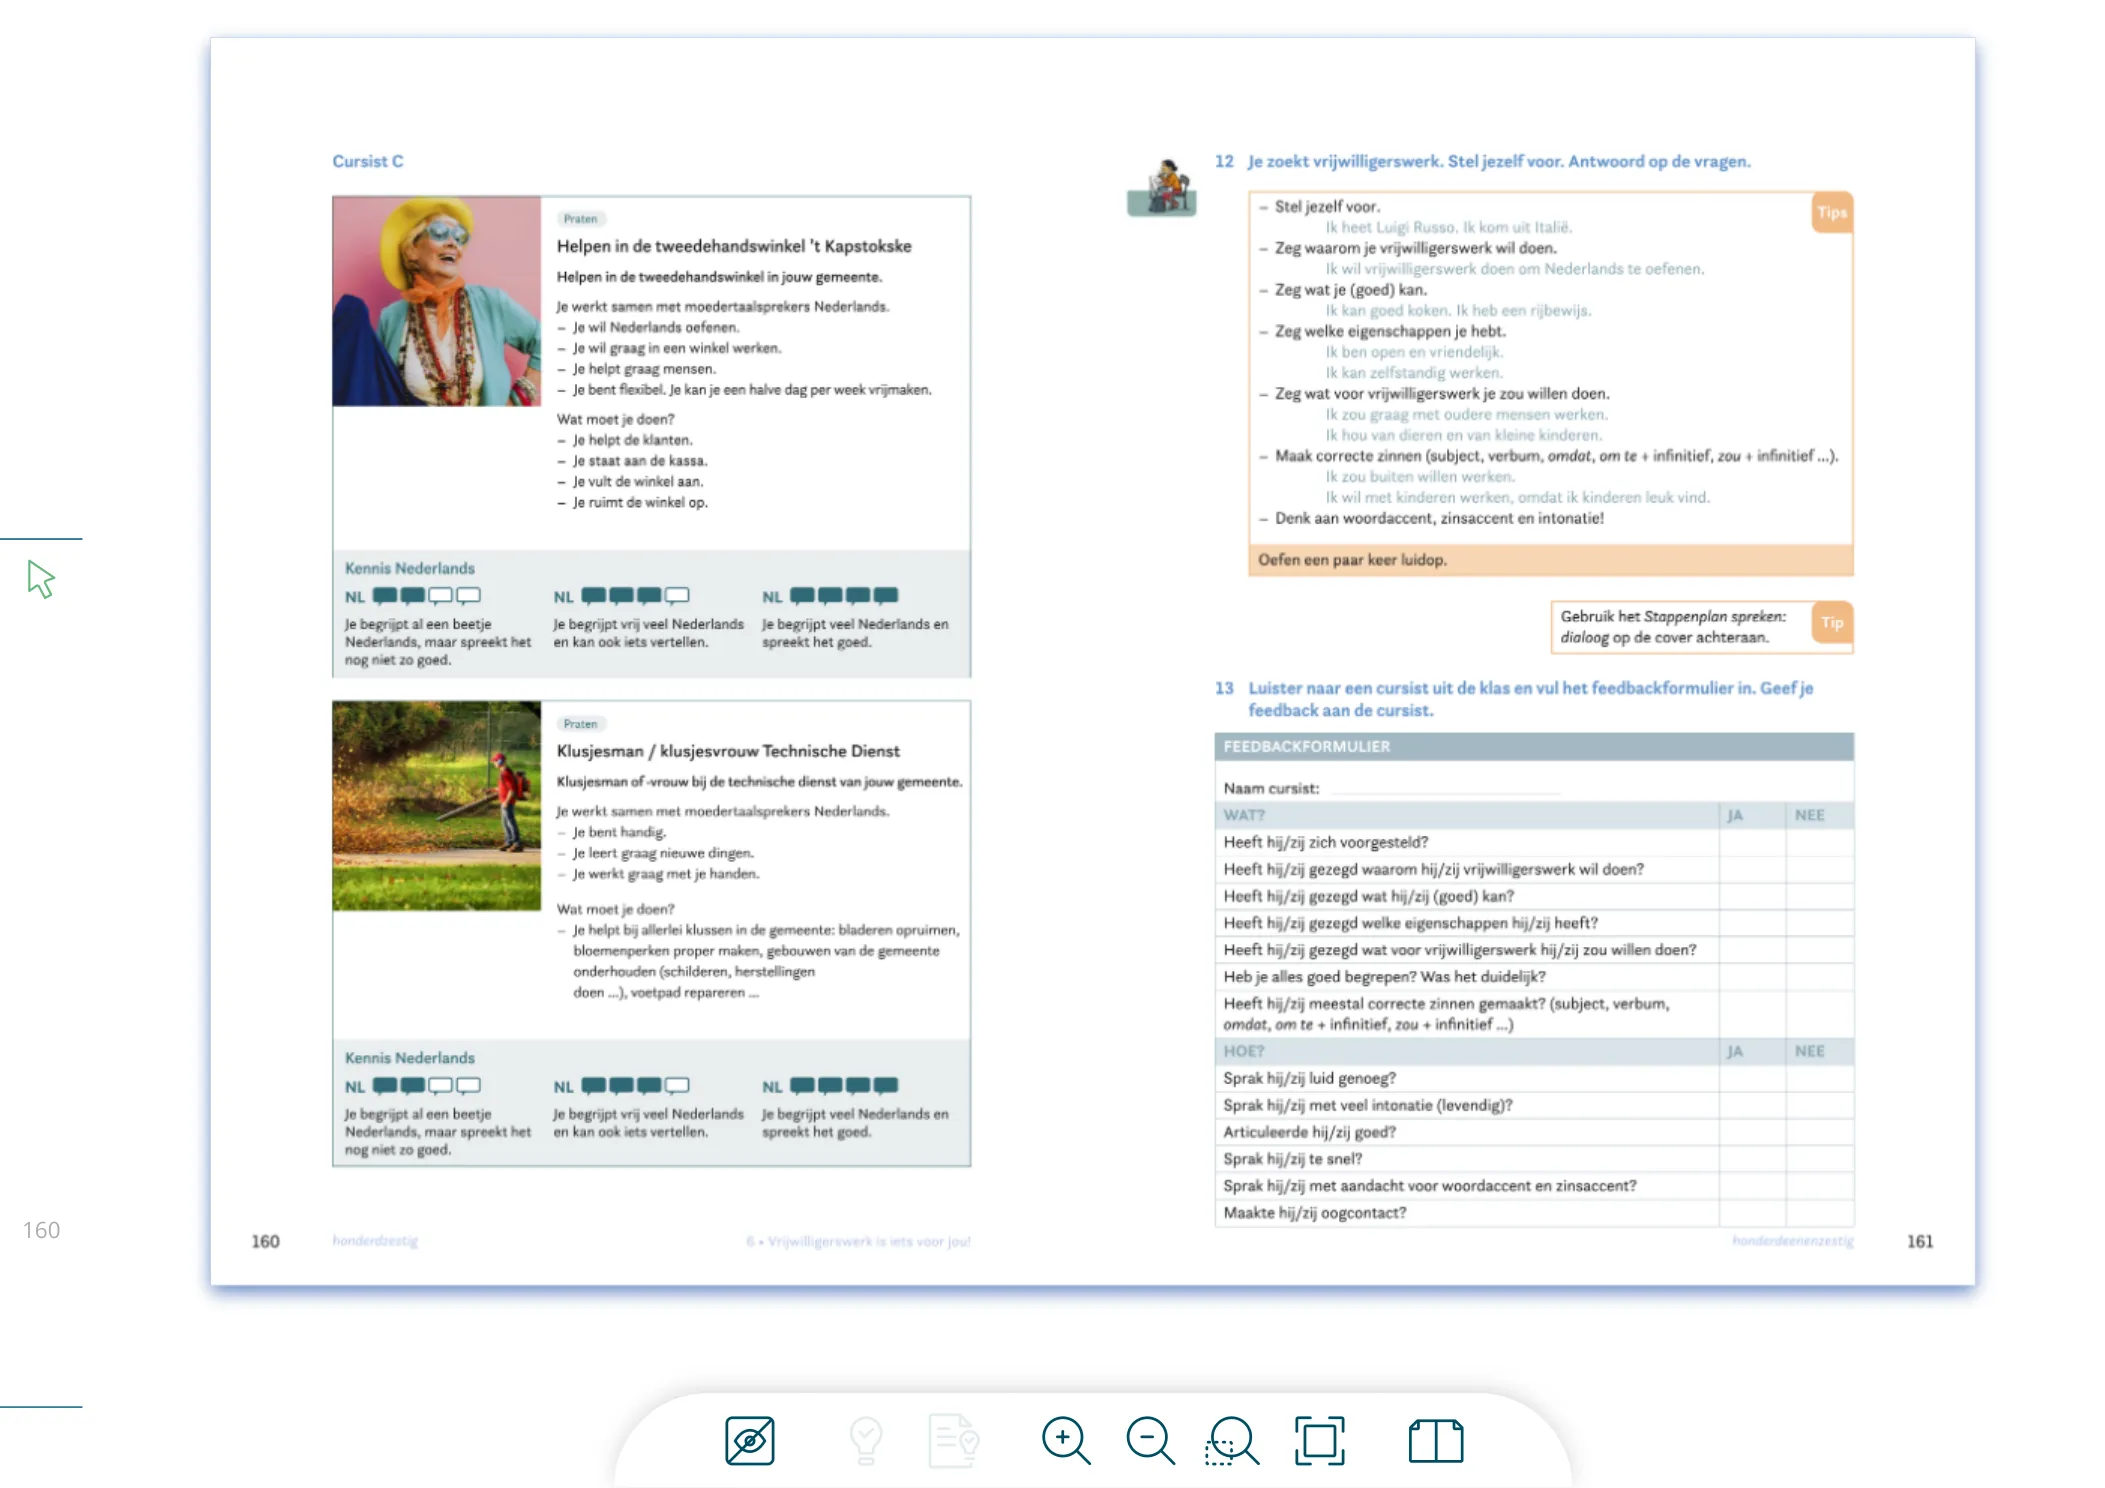 Cursist C
Praten
Helpen in de tweedehandswinkel 't Kapstokske
Helpen in de tweedehandswinkel in jouw gemeente.
Je werkt samen met moedertaalsprekers Nederlands.
– Je wil Nederlands oefenen.
– Je wil graag in een winkel werken.
– Je helpt graag mensen.
– Je bent flexibel. Je kan je een halve dag per week vrijmaken.
Wat moet je doen?
– Je helpt de klanten.
– Je staat aan de kassa.
– Je vult de winkel aan.
– Je ruimt de winkel op.
Kennis Nederlands
NL
Je begrijpt al een beetje
Nederlands, maar spreekt het
nog niet zo goed.
NL
Je begrijpt vrij veel Nederlands
en kan ook iets vertellen.
NL
Je begrijpt veel Nederlands en
spreekt het goed.
Praten
Klusjesman / klusjesvrouw Technische Dienst
Klusjesman of -vrouw bij de technische dienst van jouw gemeente.
Je werkt samen met moedertaalsprekers Nederlands.
– Je bent handig.
– Je leert graag nieuwe dingen.
– Je werkt graag met je handen.
Wat moet je doen?
– Je helpt bij allerlei klussen in de gemeente: bladeren opruimen,
bloemenperken proper maken, gebouwen van de gemeente
onderhouden (schilderen, herstellingen
doen ...), voetpad repareren ...
Kennis Nederlands
NL
Je begrijpt al een beetje
Nederlands, maar spreekt het
nog niet zo goed.
NL
Je begrijpt vrij veel Nederlands
en kan ook iets vertellen.
NL
Je begrijpt veel Nederlands en
spreekt het goed.
160
honderdzestig
6 • Vrijwilligerswerk is iets voor jou!
12 Je zoekt vrijwilligerswerk. Stel jezelf voor. Antwoord op de vragen.
Tips
– Stel jezelf voor.
Ik heet Luigi Russo. Ik kom uit Italië.
– Zeg waarom je vrijwilligerswerk wil doen.
Ik wil vrijwilligerswerk doen om Nederlands te oefenen.
– Zeg wat je (goed) kan.
Ik kan goed koken. Ik heb een rijbewijs.
– Zeg welke eigenschappen je hebt.
Ik ben open en vriendelijk.
Ik kan zelfstandig werken.
– Zeg wat voor vrijwilligerswerk je zou willen doen.
Ik zou graag met oudere mensen werken.
Ik hou van dieren en van kleine kinderen.
– Maak correcte zinnen (subject, verbum, omdat, om te + infinitief, zou + infinitief ...).
Ik zou buiten willen werken.
Ik wil met kinderen werken, omdat ik kinderen leuk vind.
– Denk aan woordaccent, zinsaccent en intonatie!
Oefen een paar keer luidop.
Gebruik het Stappenplan spreken:
dialoog op de cover achteraan.
Tip
13 Luister naar een cursist uit de klas en vul het feedbackformulier in. Geef je
feedback aan de cursist.
FEEDBACKFORMULIER
Naam cursist:
WAT? JA NEE
Heeft hij/zij zich voorgesteld?
Heeft hij/zij gezegd waarom hij/zij vrijwilligerswerk wil doen?
Heeft hij/zij gezegd wat hij/zij (goed) kan?
Heeft hij/zij gezegd welke eigenschappen hij/zij heeft?
Heeft hij/zij gezegd wat voor vrijwilligerswerk hij/zij zou willen doen?
Heb je alles goed begrepen? Was het duidelijk?
Heeft hij/zij meestal correcte zinnen gemaakt? (subject, verbum,
omdat, om te + infinitief, zou + infinitief ...)
HOE? JA NEE
Sprak hij/zij luid genoeg?
Sprak hij/zij met veel intonatie (levendig)?
Articuleerde hij/zij goed?
Sprak hij/zij te snel?
Sprak hij/zij met aandacht voor woordaccent en zinsaccent?
Maakte hij/zij oogcontact?
honderdeenenzestig
161
160